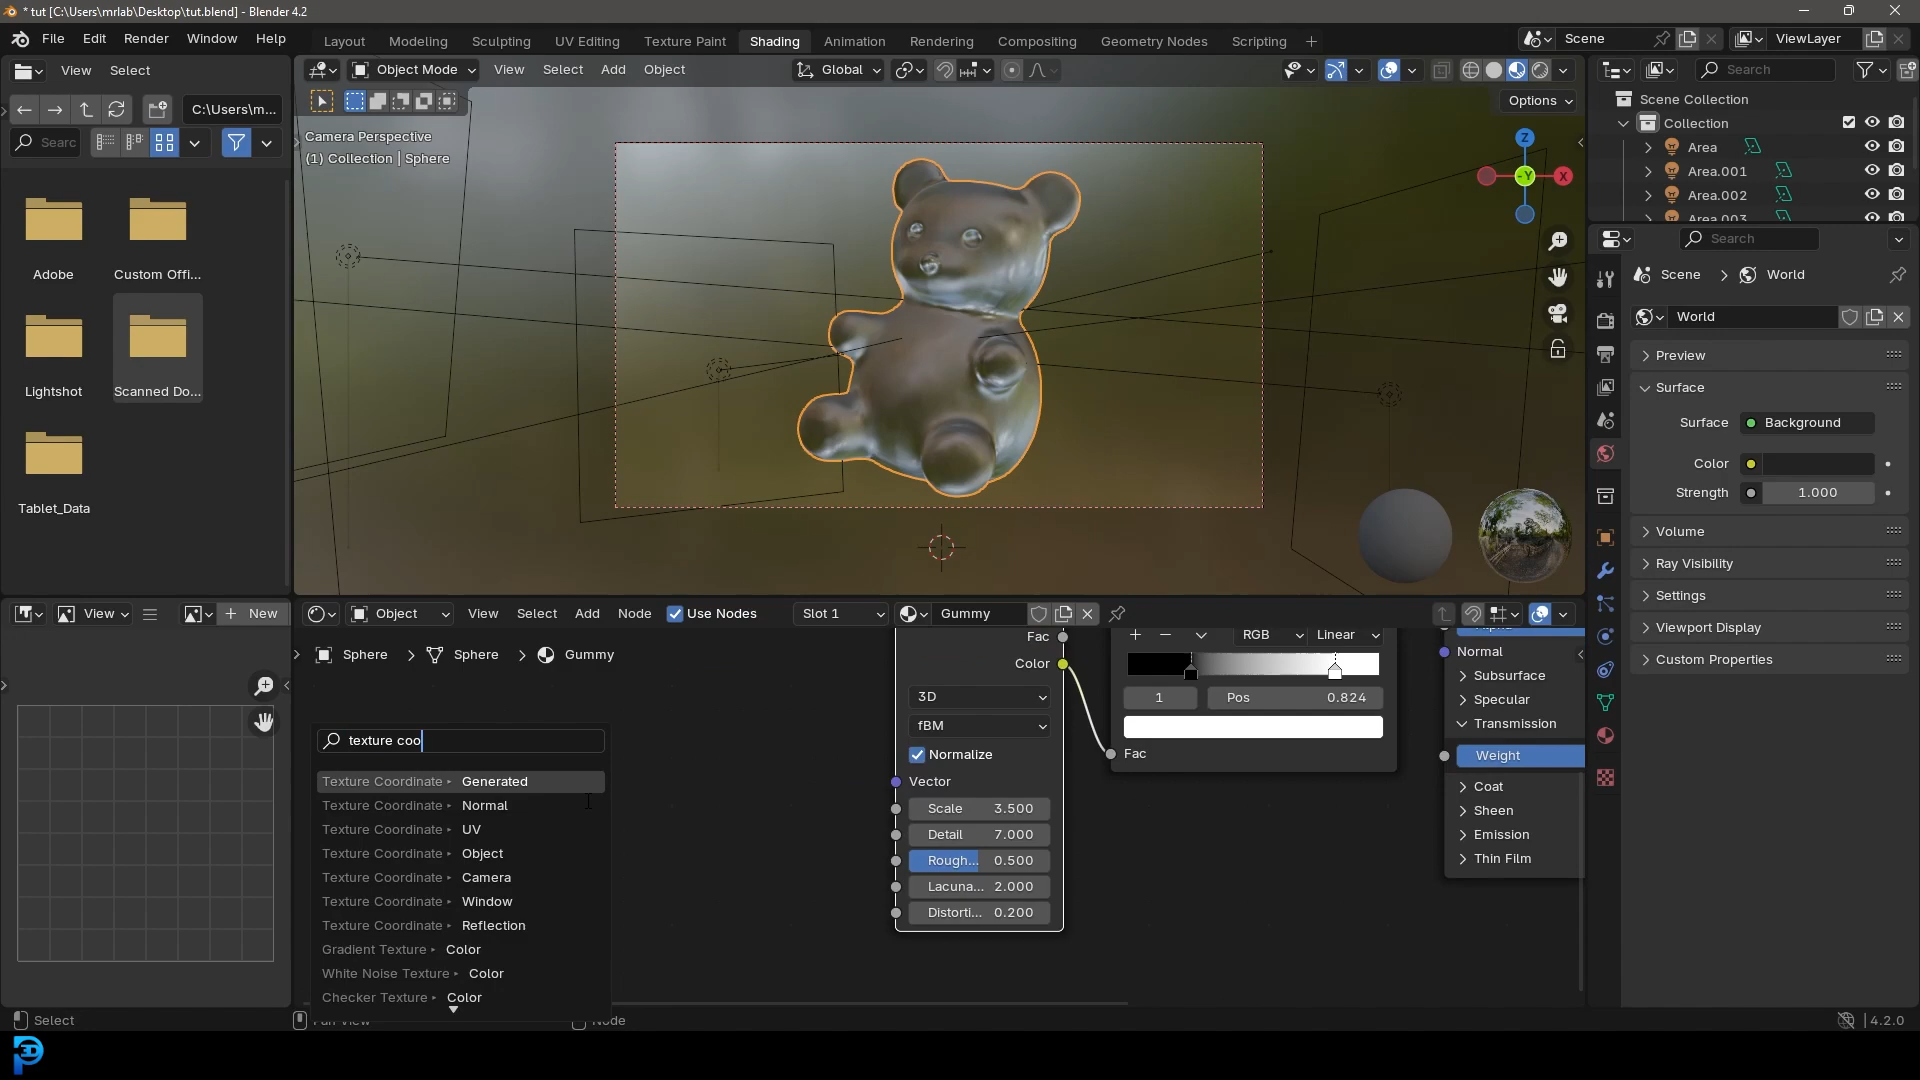 * tut [C:\Users\mrlab\Desktop\tut.blend] - Blender 4.2
File Edit Render Window Help
Layout Modeling Sculpting UV Editing Texture Paint Shading Animation Rendering Compositing Geometry Nodes Scripting +
Scene
ViewLayer
View Select
Object Mode View Select Add Object
Global
Search
C:\Users\m...
Searc
Options
Camera Perspective
(1) Collection | Sphere
Z
-Y
X
Scene Collection
Collection
Area
Area.001
Area.002
Area.003
Search
Scene > World
World
Preview
Surface
Surface Background
Color
Strength 1.000
Volume
Ray Visibility
Settings
Viewport Display
Custom Properties
Adobe
Custom Offi...
Lightshot
Scanned Do...
Tablet_Data
View
+ New
Object View Select Add Node Use Nodes Slot 1 Gummy
Sphere > Sphere > Gummy
texture coo
Texture Coordinate ▸ Generated
Texture Coordinate ▸ Normal
Texture Coordinate ▸ UV
Texture Coordinate ▸ Object
Texture Coordinate ▸ Camera
Texture Coordinate ▸ Window
Texture Coordinate ▸ Reflection
Gradient Texture ▸ Color
White Noise Texture ▸ Color
Checker Texture ▸ Color
Fac
Color
3D
fBM
Normalize
Vector
Scale 3.500
Detail 7.000
Rough... 0.500
Lacuna... 2.000
Distorti... 0.200
RGB Linear
1 Pos 0.824
Fac
Normal
Subsurface
Specular
Transmission
Weight
Coat
Sheen
Emission
Thin Film
Select
Node
4.2.0
3D